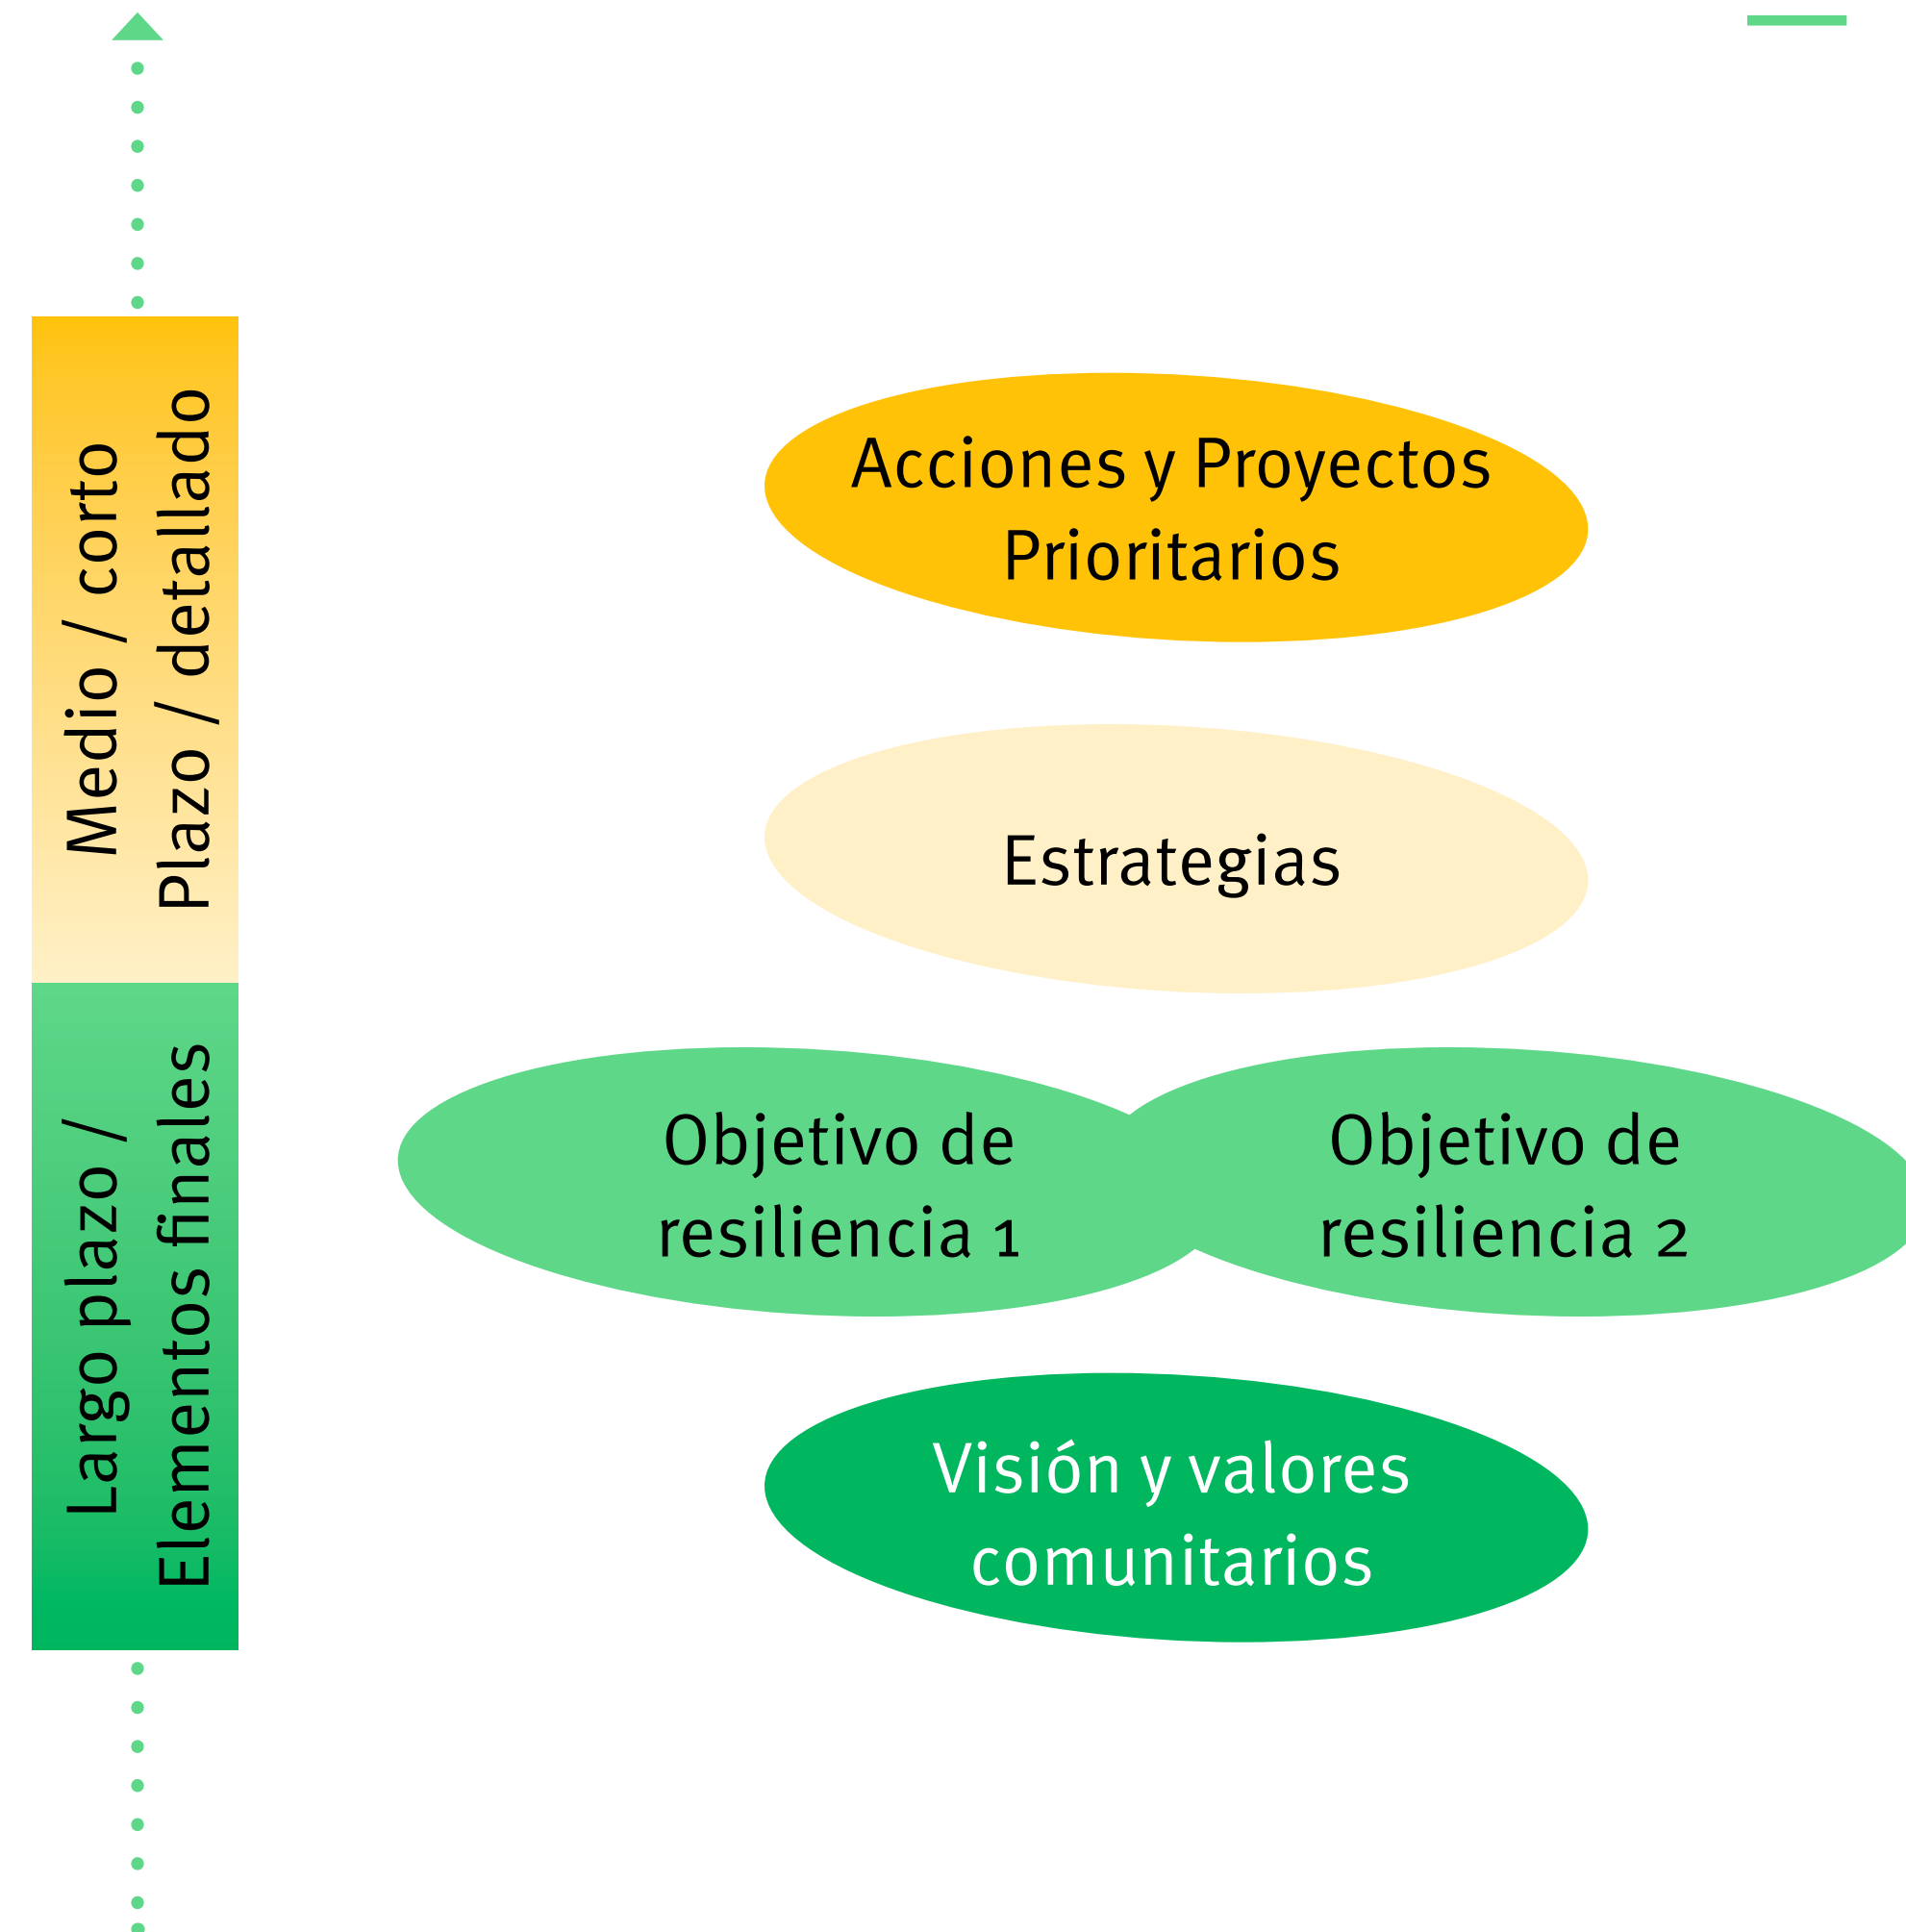 Medio / corto
Plazo / detallado
Acciones y Proyectos
Prioritarios
Estrategias
Largo plazo /
Elementos finales
Objetivo de
resiliencia 1
Objetivo de
resiliencia 2
Visión y valores
comunitarios